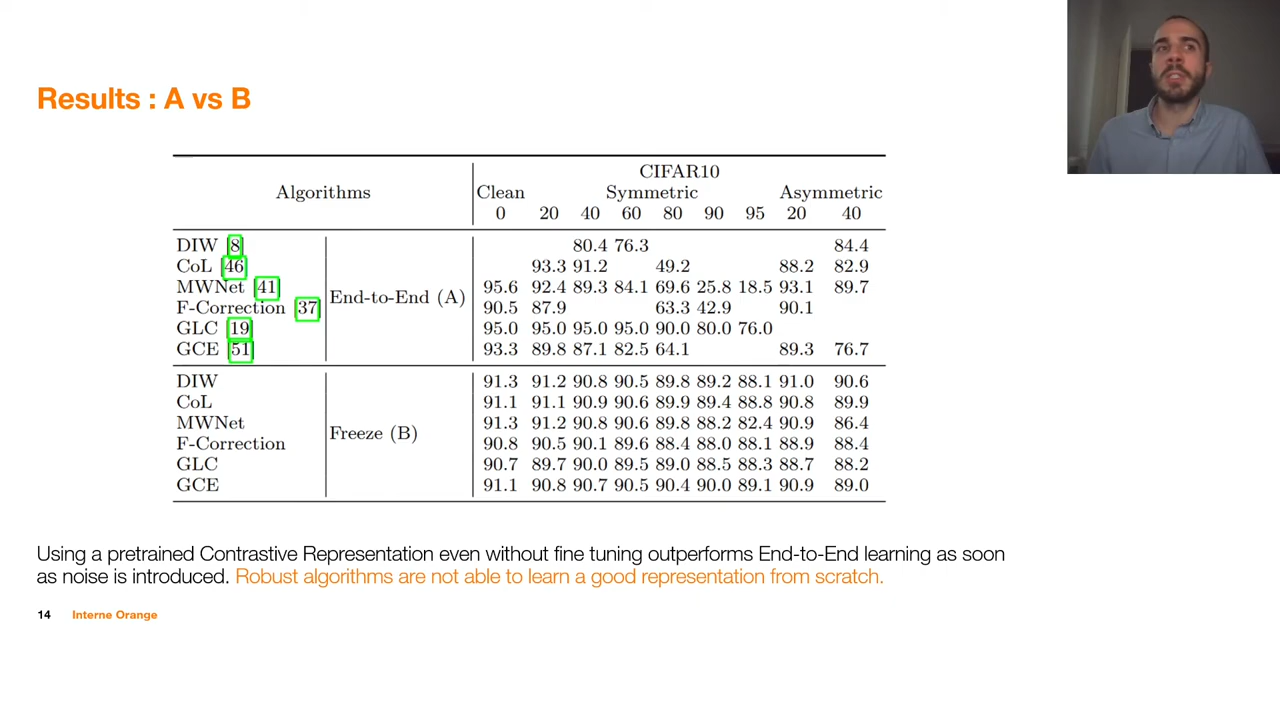 Results : A vs B
CIFAR10
Algorithms Clean Symmetric Asymmetric
0 20 40 60 80 90 95 20 40
DIW [8] 80.4 76.3 84.4
CoL [46] 93.3 91.2 49.2 88.2 82.9
MWNet [41] 95.6 92.4 89.3 84.1 69.6 25.8 18.5 93.1 89.7
End-to-End (A)
F-Correction [37] 90.5 87.9 63.3 42.9 90.1
GLC [19] 95.0 95.0 95.0 95.0 90.0 80.0 76.0
GCE [51] 93.3 89.8 87.1 82.5 64.1 89.3 76.7
DIW 91.3 91.2 90.8 90.5 89.8 89.2 88.1 91.0 90.6
CoL 91.1 91.1 90.9 90.6 89.9 89.4 88.8 90.8 89.9
MWNet 91.3 91.2 90.8 90.6 89.8 88.2 82.4 90.9 86.4
Freeze (B)
F-Correction 90.8 90.5 90.1 89.6 88.4 88.0 88.1 88.9 88.4
GLC 90.7 89.7 90.0 89.5 89.0 88.5 88.3 88.7 88.2
GCE 91.1 90.8 90.7 90.5 90.4 90.0 89.1 90.9 89.0
Using a pretrained Contrastive Representation even without fine tuning outperforms End-to-End learning as soon
as noise is introduced. Robust algorithms are not able to learn a good representation from scratch.
14 Interne Orange